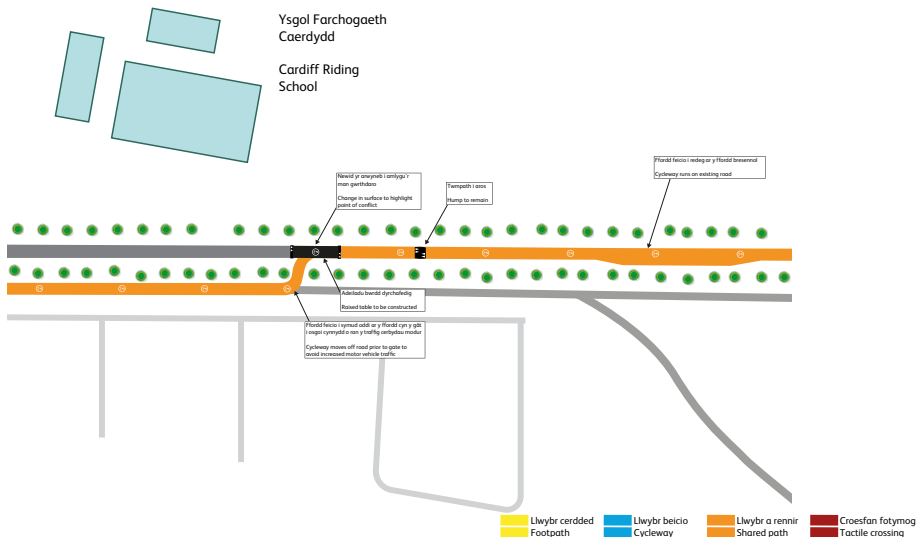 Ysgol Farchogaeth
Caerdydd
Cardiff Riding
School
Ffordd feicio i redeg ar y ffordd bresennol
Cycleway runs on existing road
Newid yr arwyneb i amlygu'r
man gwrthdaro
Change in surface to highlight
point of conflict
Twmpath i aros
Hump to remain
Adeiladu bwrdd dyrchafedig
Raised table to be constructed
Ffordd feicio i symud oddi ar y ffordd cyn y gât
i osgoi cynnydd o ran y traffig cerbydau modur
Cycleway moves off road prior to gate to
avoid increased motor vehicle traffic
Llwybr cerdded
Footpath
Llwybr beicio
Cycleway
Llwybr a rennir
Shared path
Croesfan fotymog
Tactile crossing